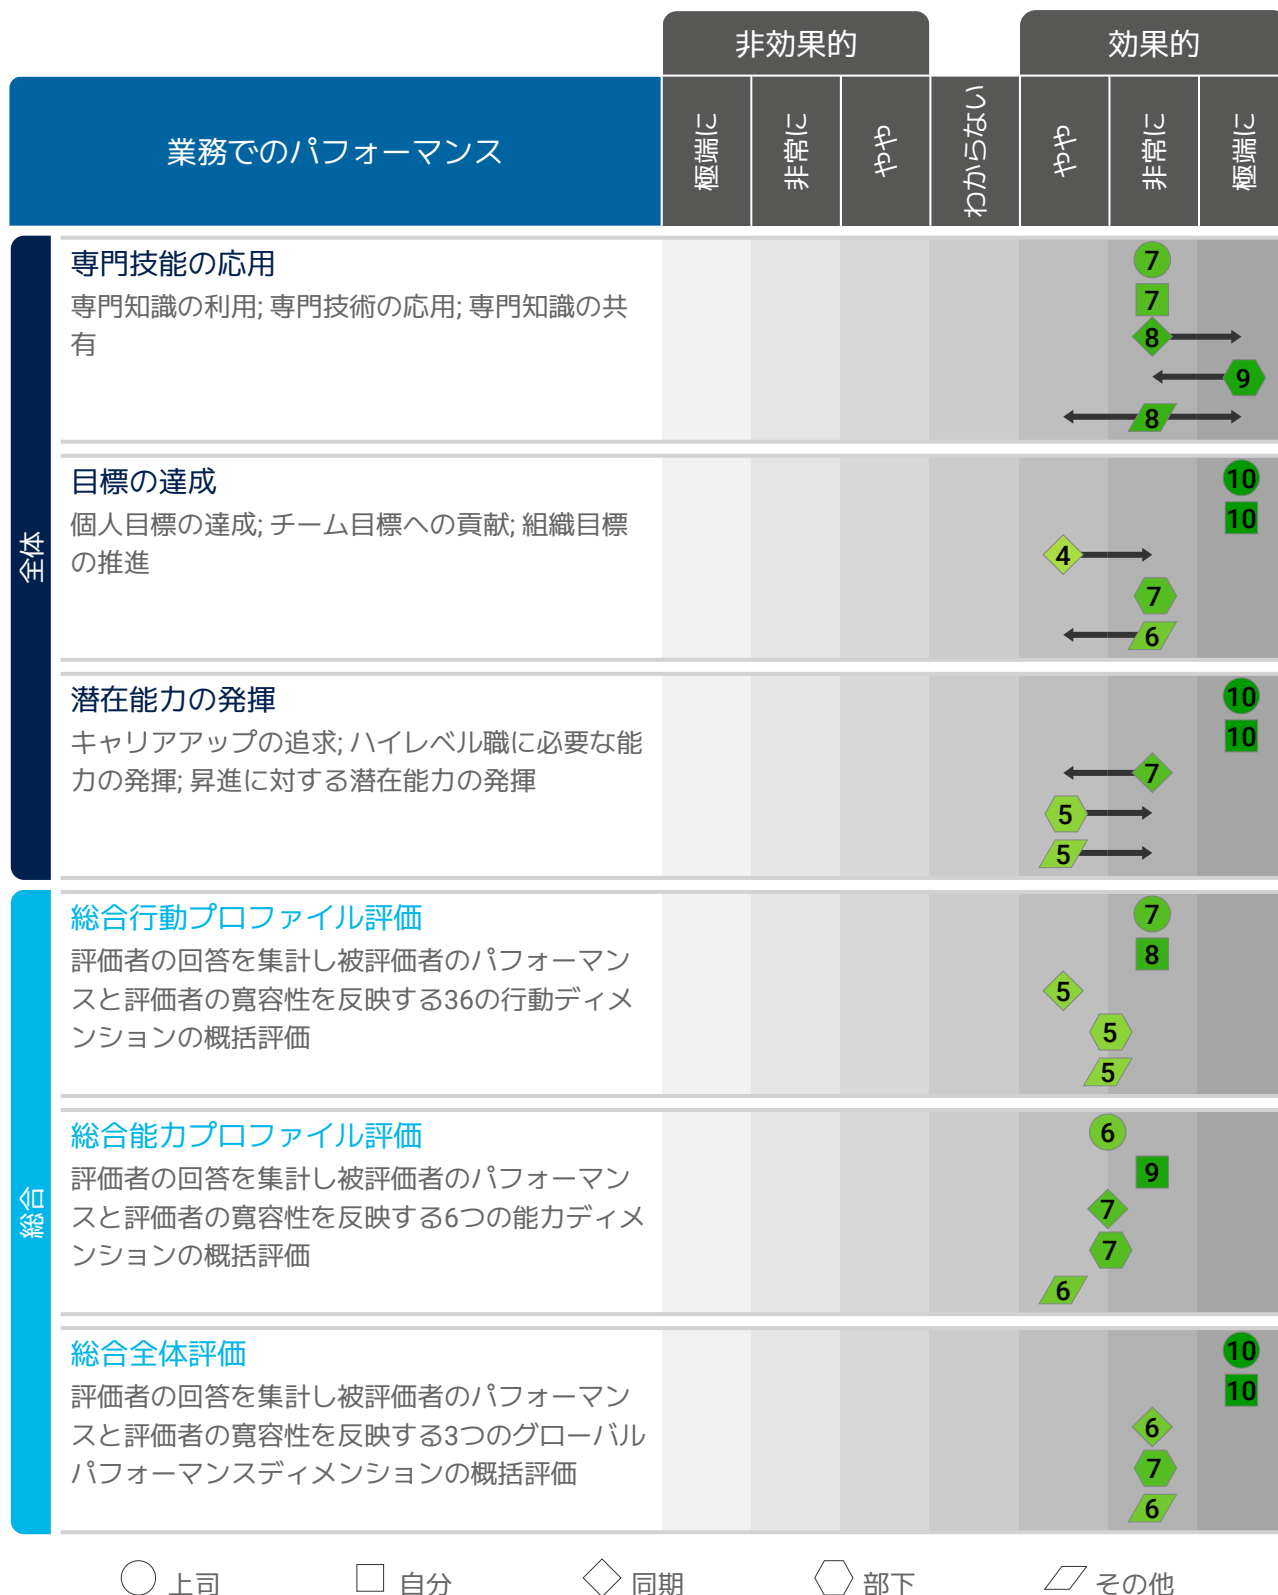 非効果的
効果的
業務でのパフォーマンス
極端に
非常に
やや
わからない
やや
非常に
極端に
全体
専門技能の応用
専門知識の利用; 専門技術の応用; 専門知識の共
有
7
7
8
9
8
目標の達成
個人目標の達成; チーム目標への貢献; 組織目標
の推進
10
10
4
7
6
潜在能力の発揮
キャリアアップの追求; ハイレベル職に必要な能
力の発揮; 昇進に対する潜在能力の発揮
10
10
7
5
5
総合
総合行動プロファイル評価
評価者の回答を集計し被評価者のパフォーマン
スと評価者の寛容性を反映する36の行動ディメ
ンションの概括評価
7
8
5
5
5
総合能力プロファイル評価
評価者の回答を集計し被評価者のパフォーマン
スと評価者の寛容性を反映する6つの能力ディメ
ンションの概括評価
6
9
7
7
6
総合全体評価
評価者の回答を集計し被評価者のパフォーマン
スと評価者の寛容性を反映する3つのグローバル
パフォーマンスディメンションの概括評価
10
10
6
7
6
上司
自分
同期
部下
その他